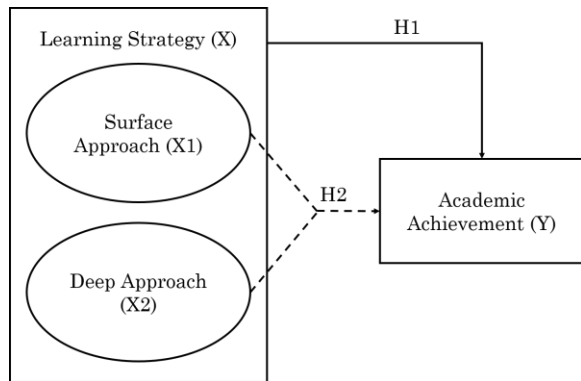 Learning Strategy (X)
H1
Surface
Approach (X1)
H2
Academic
Achievement (Y)
Deep Approach
(X2)